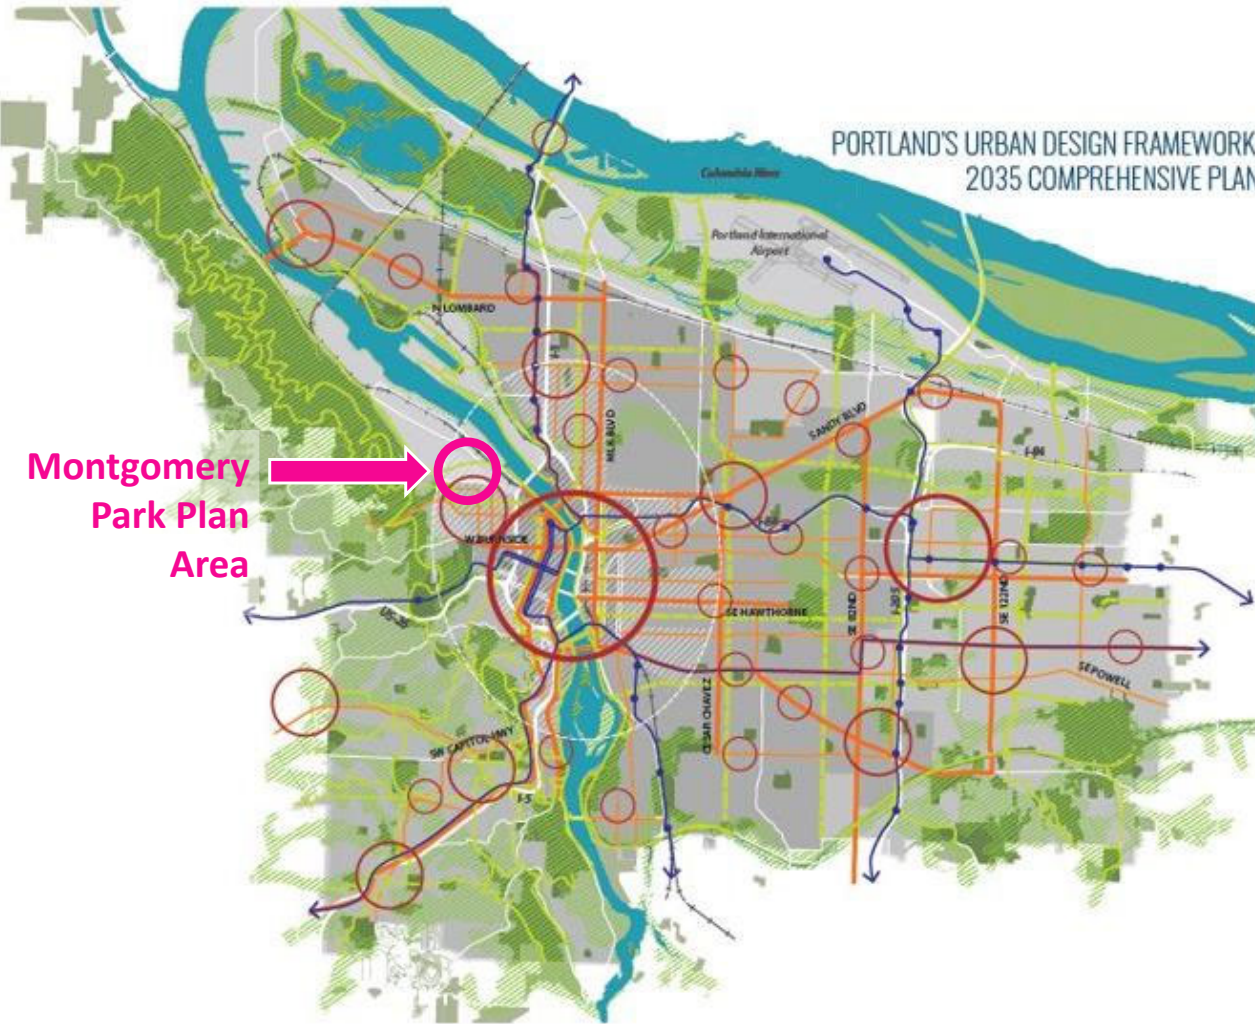 PORTLAND'S URBAN DESIGN FRAMEWORK
2035 COMPREHENSIVE PLAN
Columbia River
Portland International
Airport
N LOMBARD
I-5
MLK BLVD
SANDY BLVD
I-84
Montgomery
Park Plan
Area
W BURNSIDE
I-84
US-26
SE HAWTHORNE
SE 82ND
I-205
SE 122ND
SE POWELL
CESAR CHAVEZ
SW CAPITOL HWY
I-5